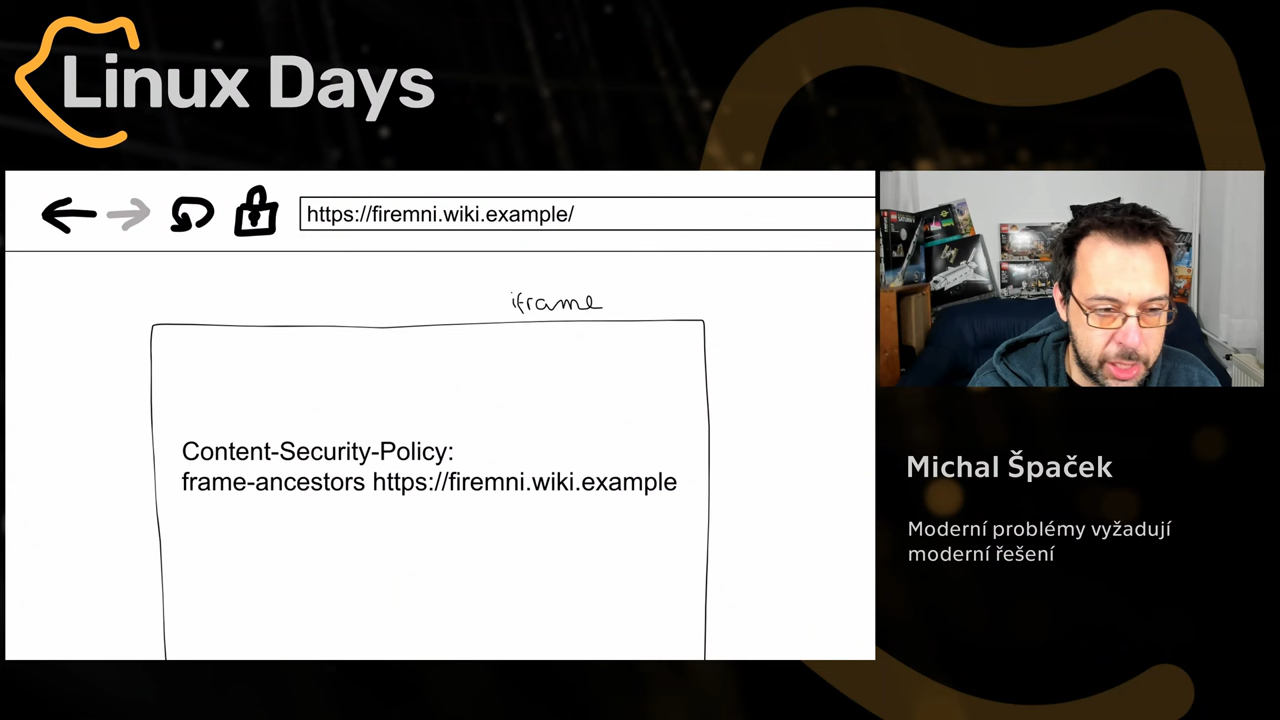 Linux Days
https://firemni.wiki.example/
iframe
Content-Security-Policy:
frame-ancestors https://firemni.wiki.example
Michal Špaček
Moderní problémy vyžadují
moderní řešení